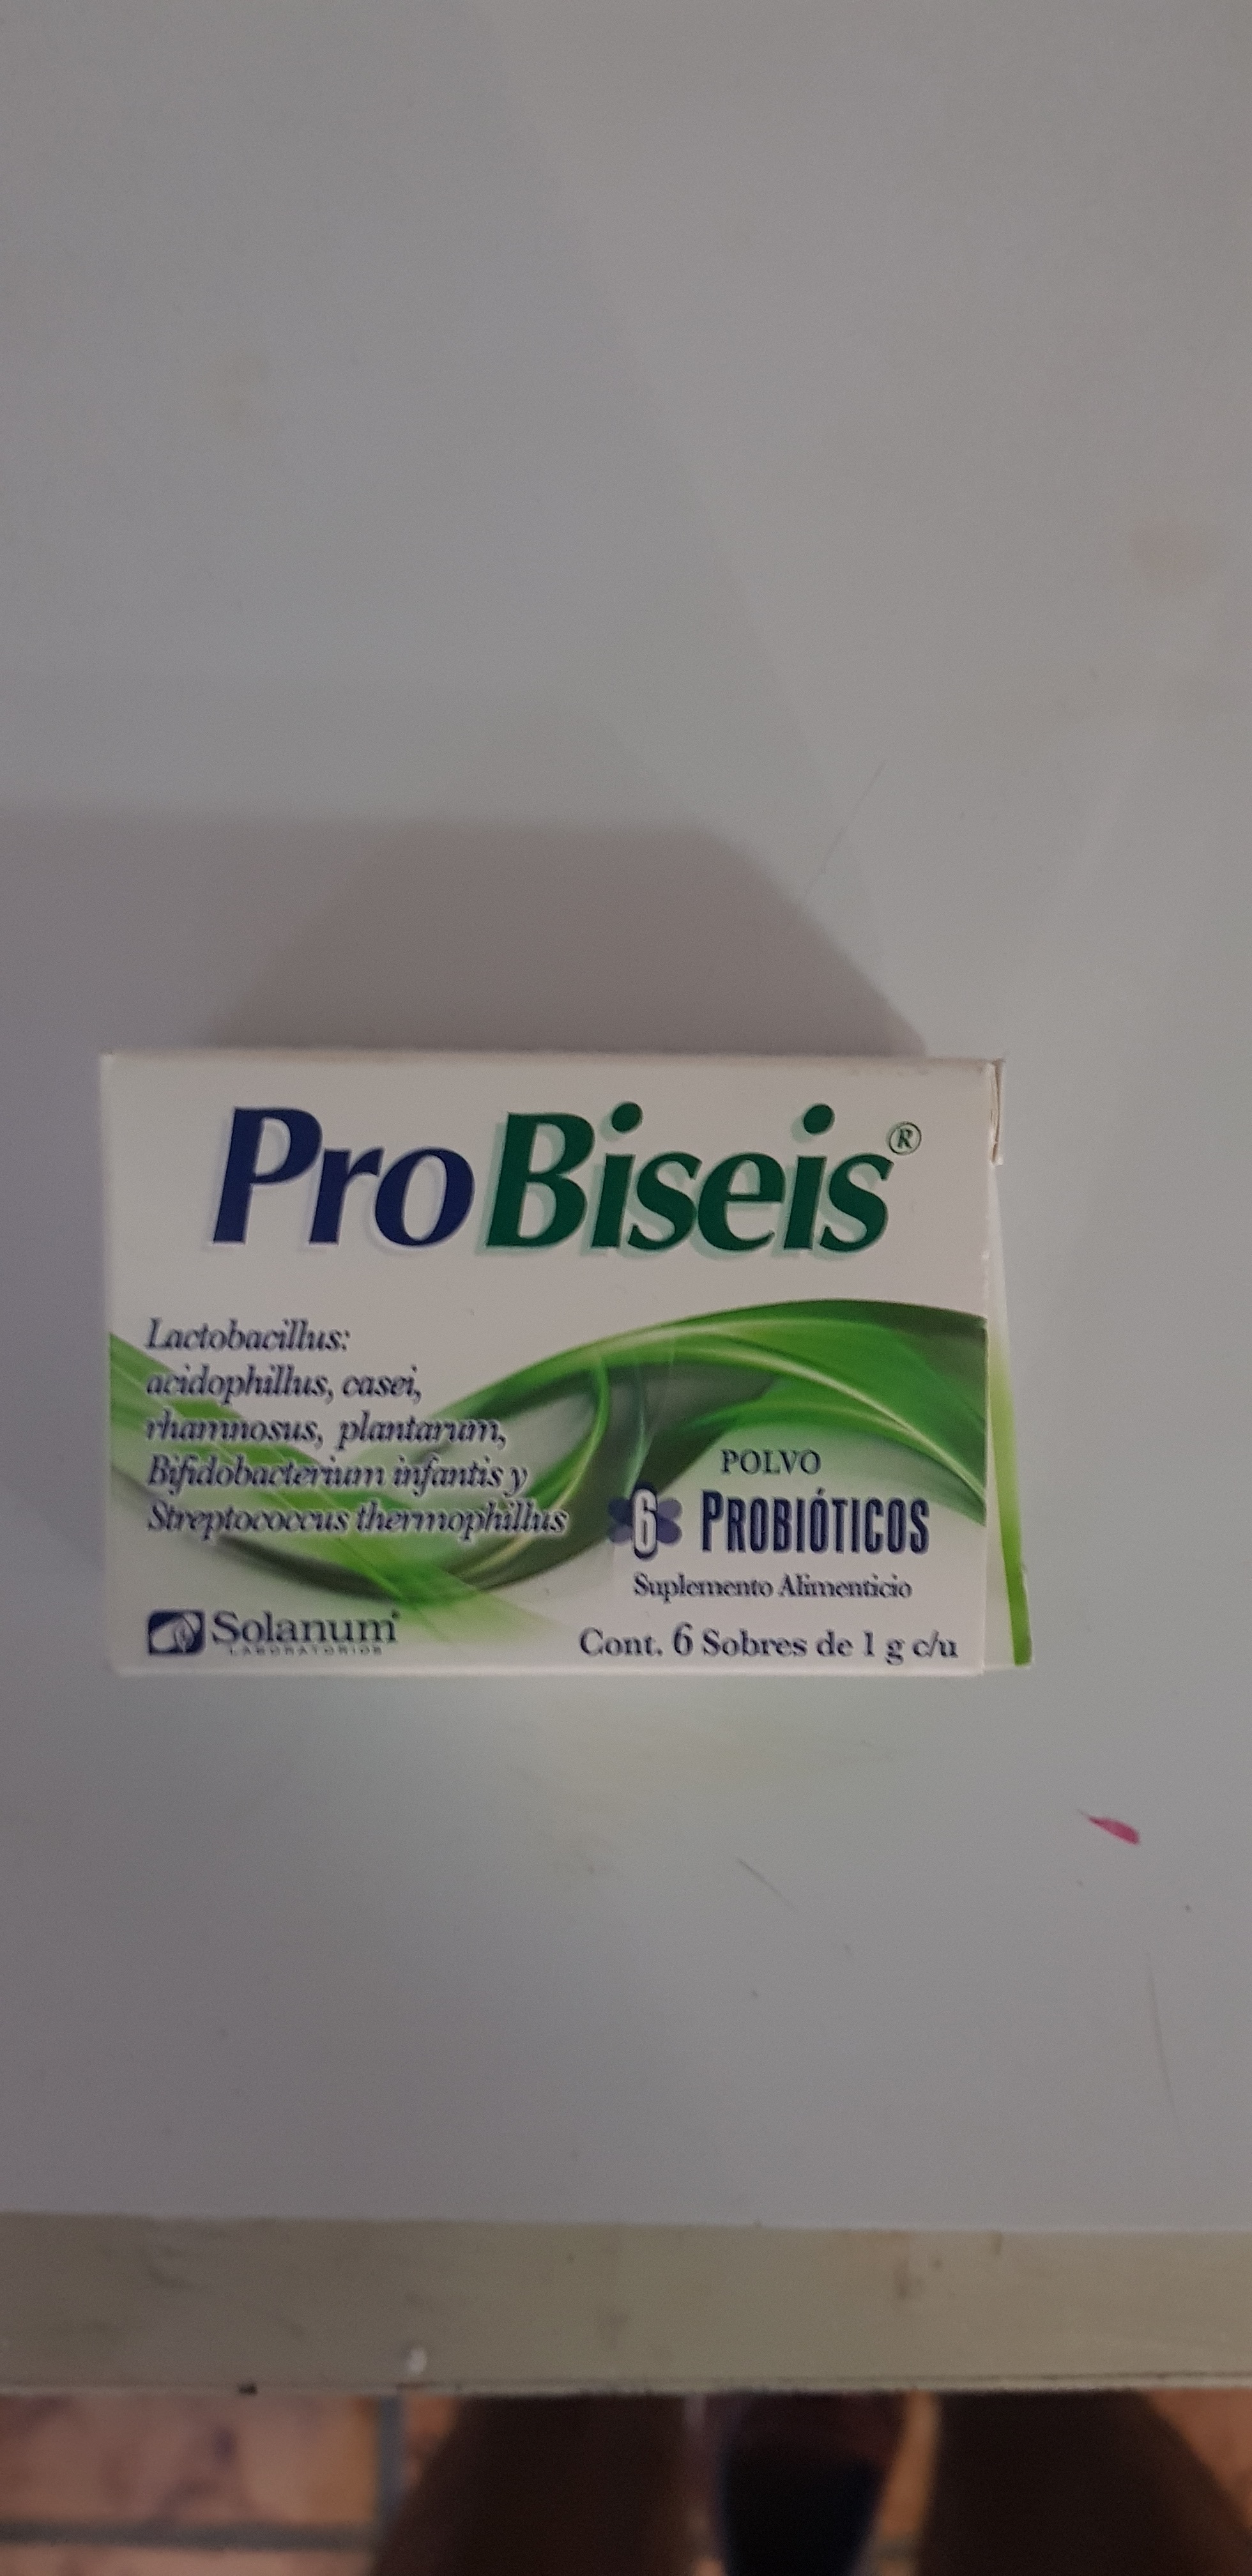 ProBiseis®
Lactobacillus:
acidophillus, casei,
rhamnosus, plantarum,
Bifidobacterium infantis y
Streptococcus thermophillus
POLVO
6 PROBIÓTICOS
Suplemento Alimenticio
Solanum®
LABORATORIOS
Cont. 6 Sobres de 1 g c/u